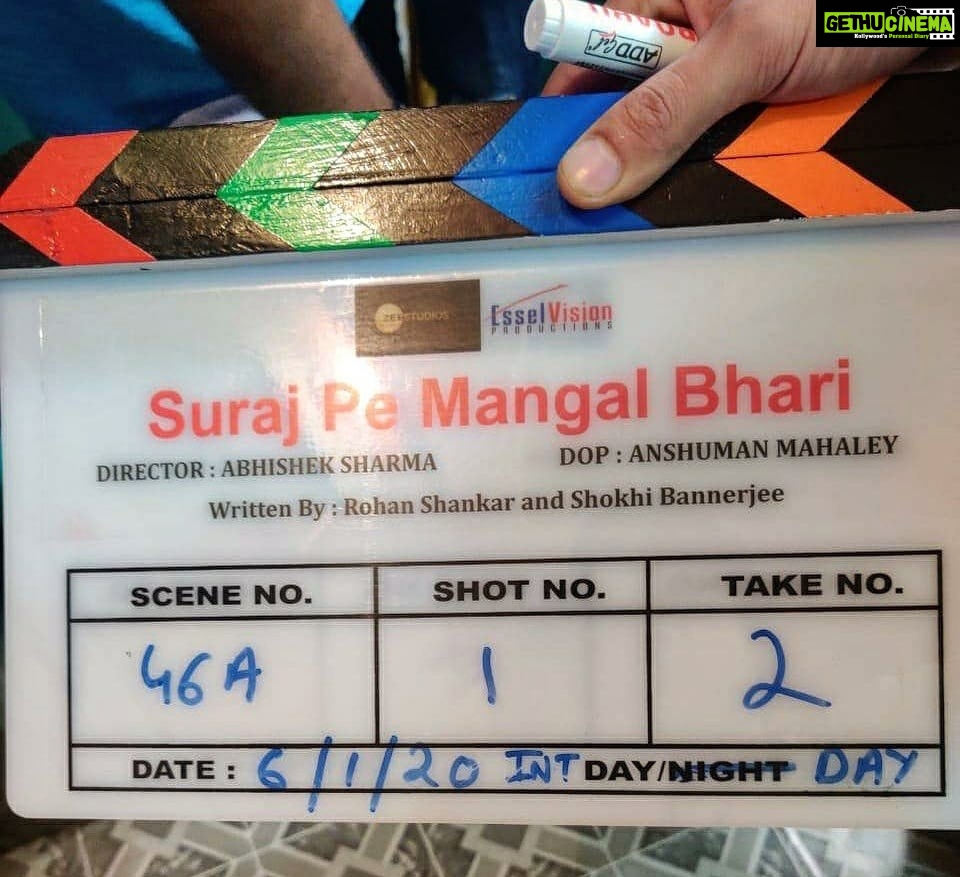 GETHUCINEMA
Kollywood's Personal Diary
ADD Gel
ZEE STUDIOS
EsselVision
PRODUCTIONS
Suraj Pe Mangal Bhari
DIRECTOR : ABHISHEK SHARMA DOP : ANSHUMAN MAHALEY
Written By : Rohan Shankar and Shokhi Bannerjee
SCENE NO. SHOT NO. TAKE NO.
46A 1 2
DATE : 6/1/20 INT DAY/NIGHT DAY